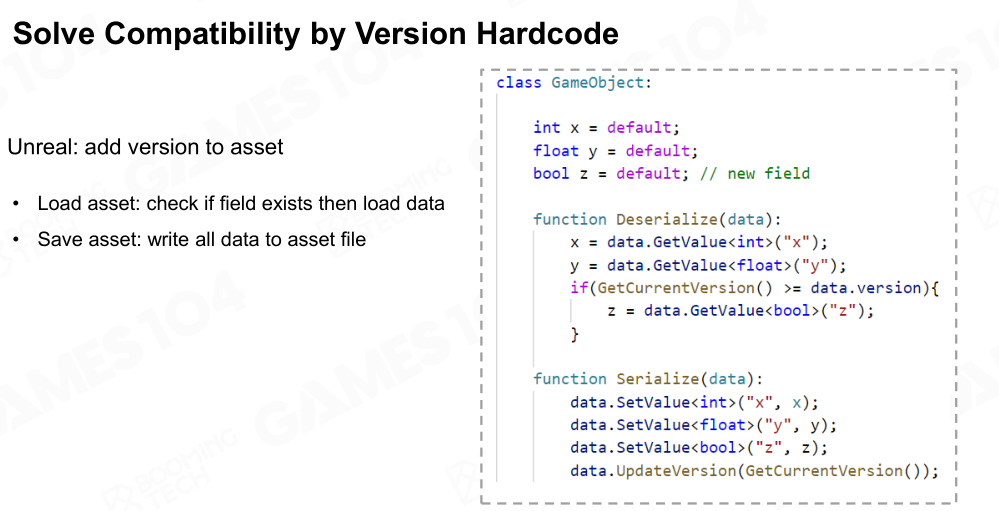 Solve Compatibility by Version Hardcode
Unreal: add version to asset
• Load asset: check if field exists then load data
• Save asset: write all data to asset file
class GameObject:
int x = default;
float y = default;
bool z = default; // new field
function Deserialize(data):
x = data.GetValue<int>("x");
y = data.GetValue<float>("y");
if(GetCurrentVersion() >= data.version){
z = data.GetValue<bool>("z");
}
function Serialize(data):
data.SetValue<int>("x", x);
data.SetValue<float>("y", y);
data.SetValue<bool>("z", z);
data.UpdateVersion(GetCurrentVersion());
GAMES104
BOOMING
TECH